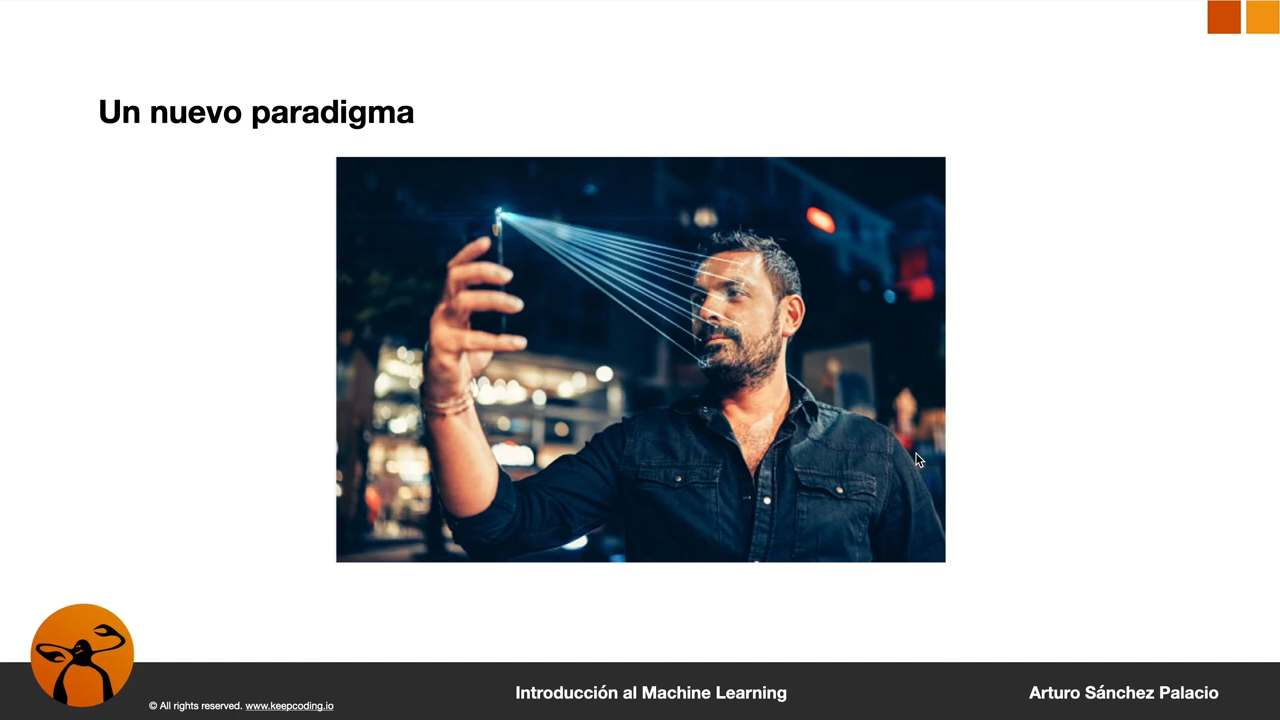 Un nuevo paradigma
© All rights reserved. www.keepcoding.io
Introducción al Machine Learning
Arturo Sánchez Palacio